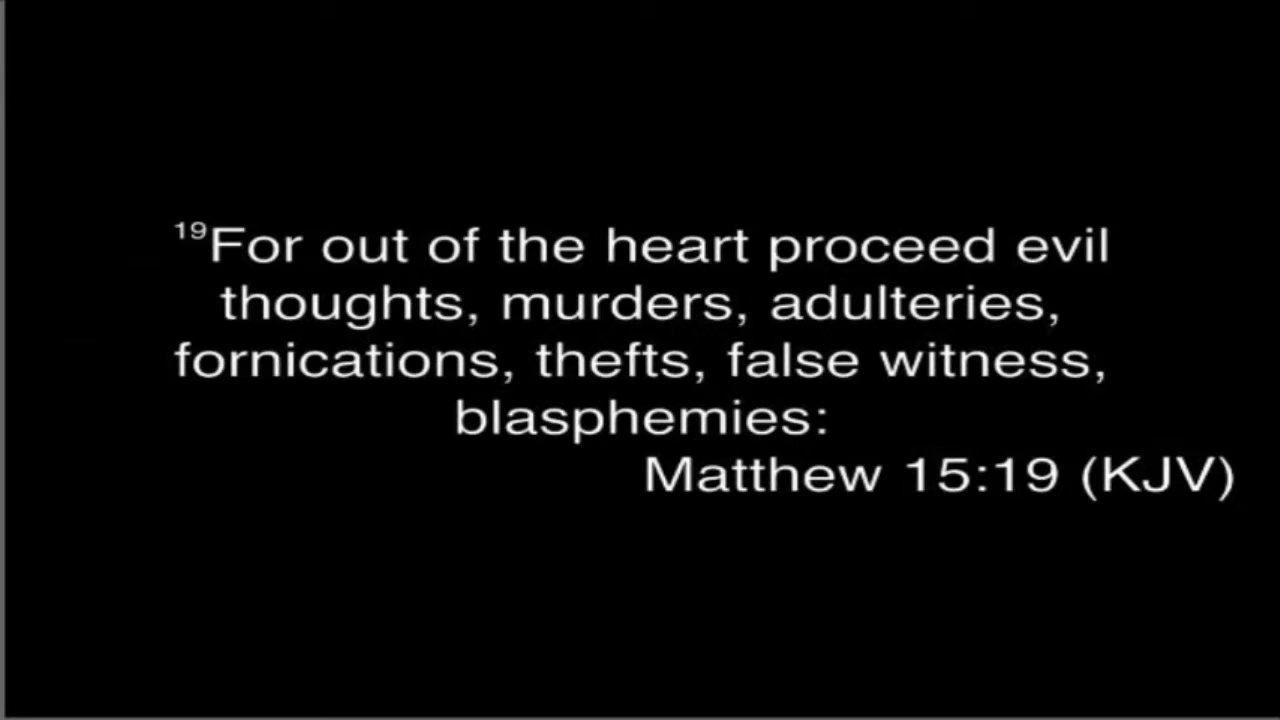 19For out of the heart proceed evil
thoughts, murders, adulteries,
fornications, thefts, false witness,
blasphemies:
Matthew 15:19 (KJV)